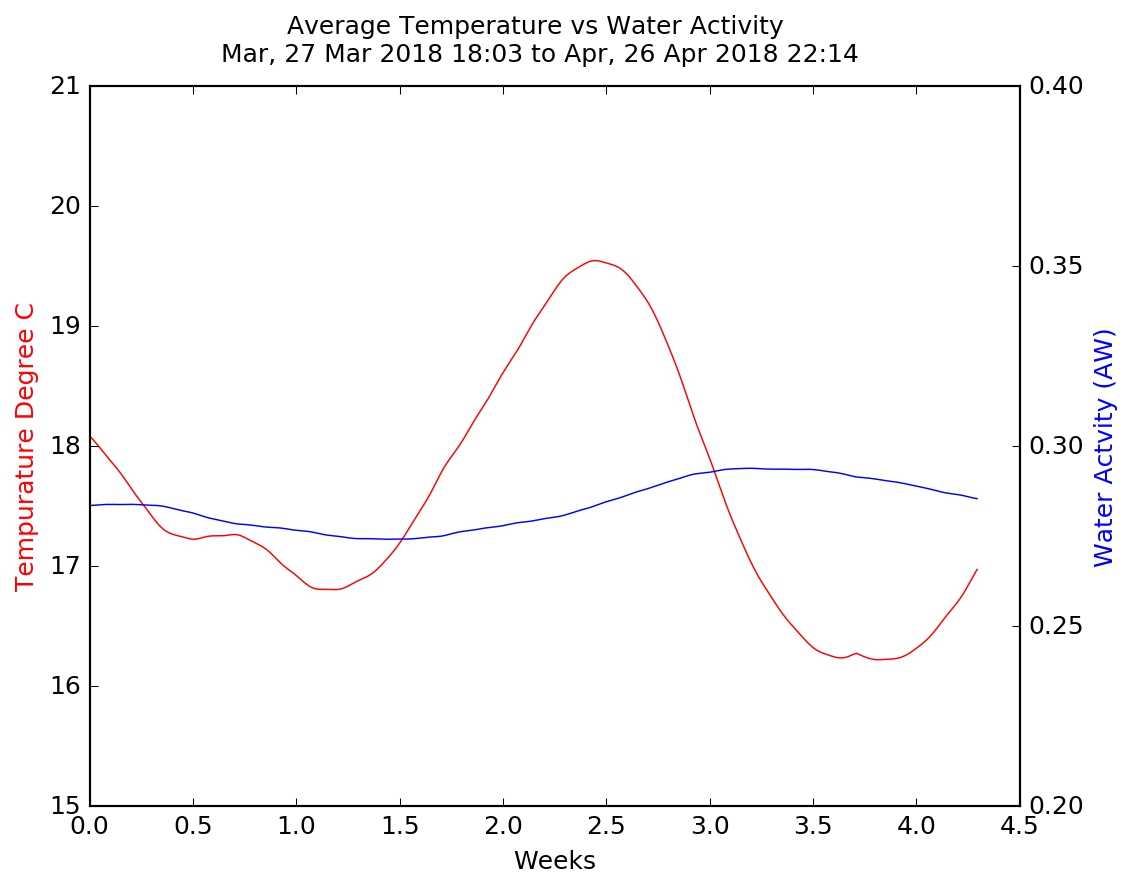 Average Temperature vs Water Activity
Mar, 27 Mar 2018 18:03 to Apr, 26 Apr 2018 22:14
21
20
19
18
17
16
15
Tempurature Degree C
0.40
0.35
0.30
0.25
0.20
Water Actvity (AW)
0.0 0.5 1.0 1.5 2.0 2.5 3.0 3.5 4.0 4.5
Weeks